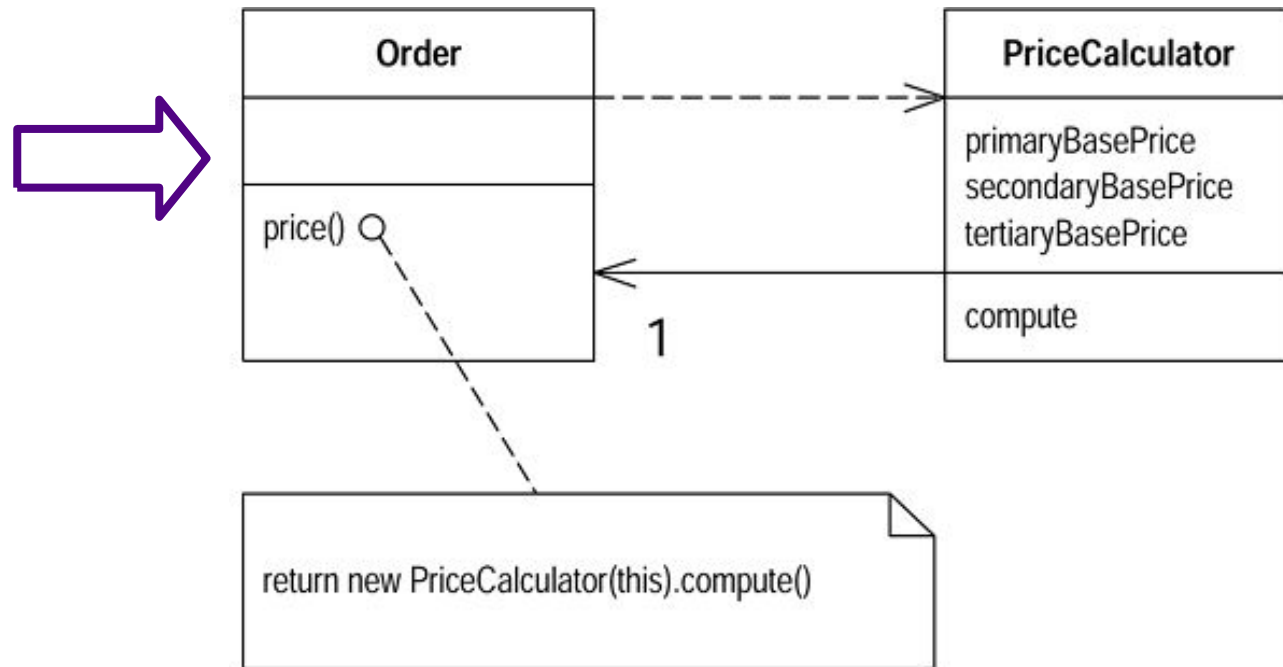 Order
price()
PriceCalculator
primaryBasePrice
secondaryBasePrice
tertiaryBasePrice
compute
1
return new PriceCalculator(this).compute()